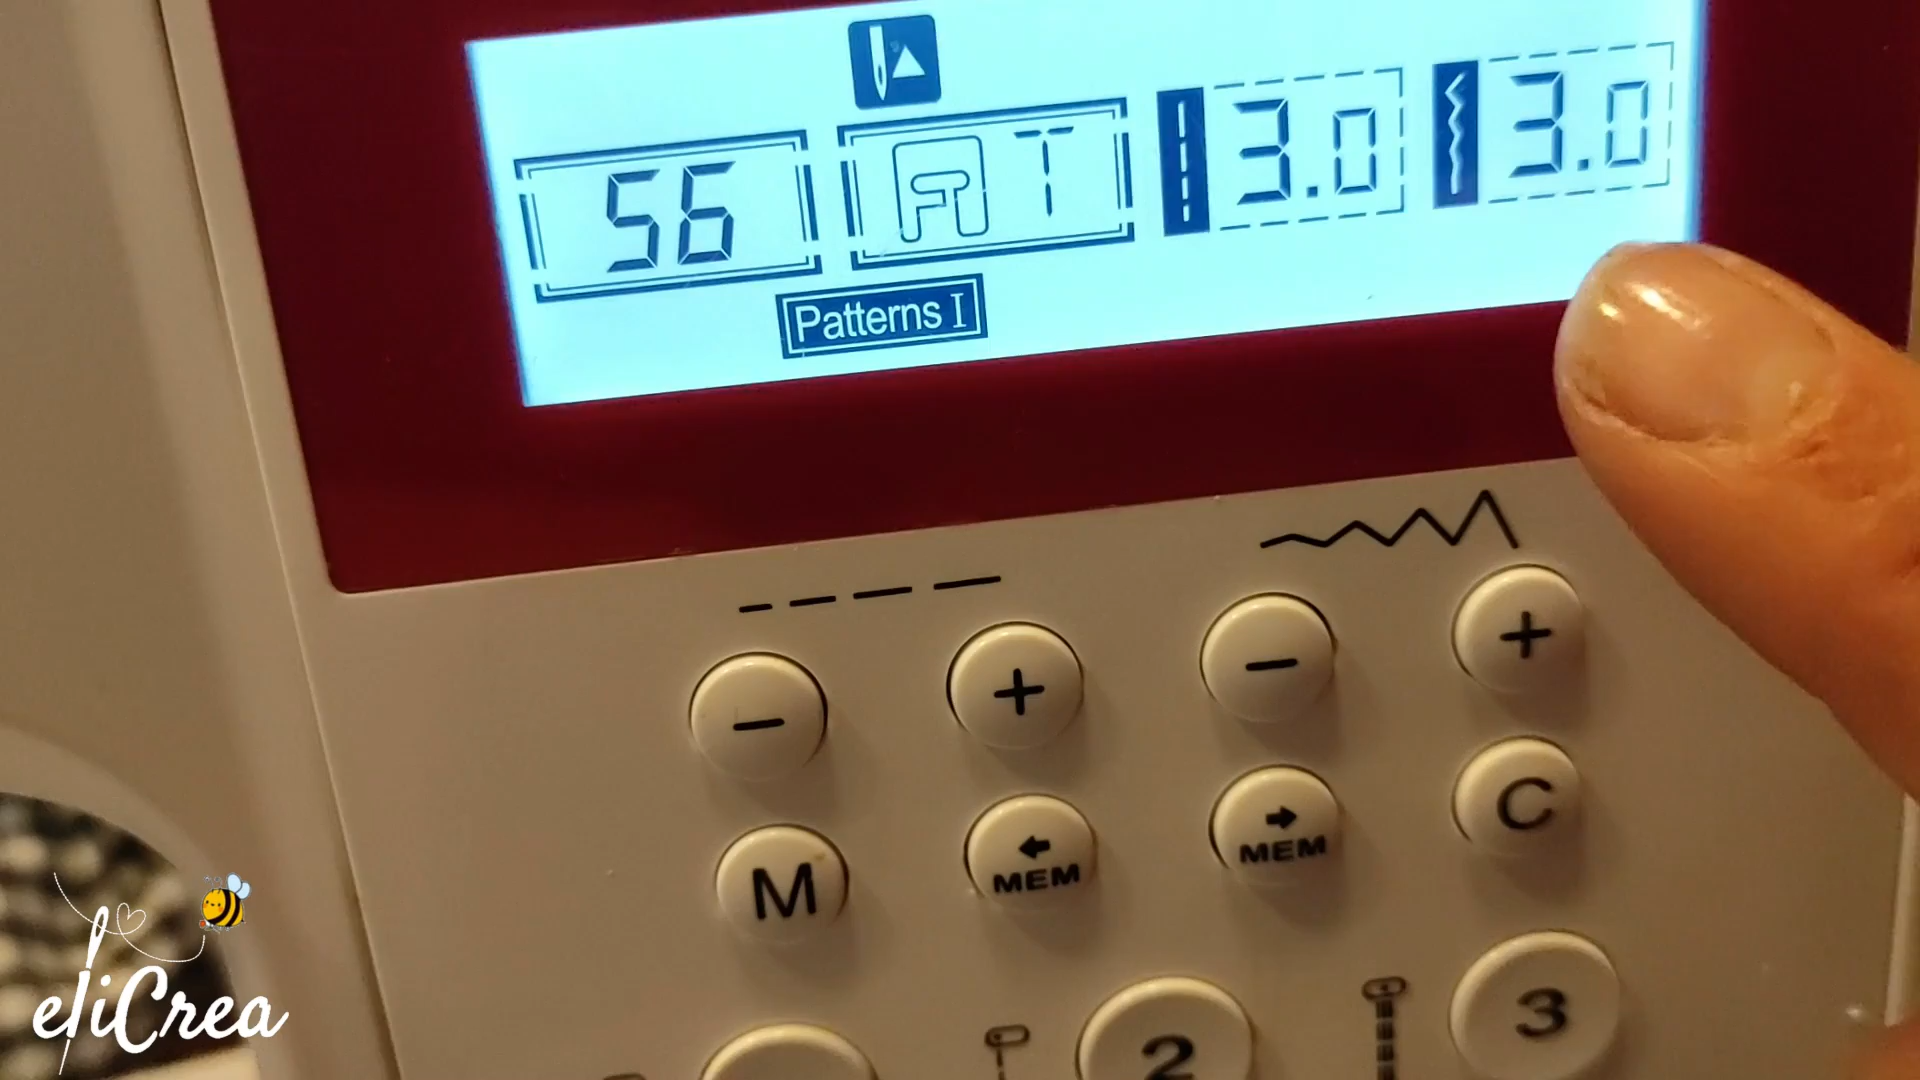 56 T 3.0 3.0
Patterns I
− + − +
M ←MEM →MEM C
2 3
eliCrea